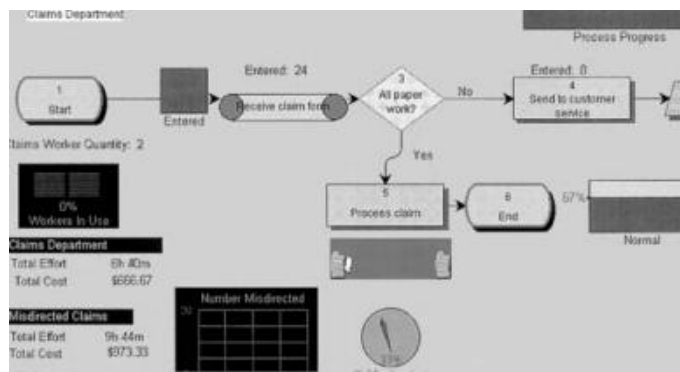 Claims Department
Process Progress
1
Start
Entered
Entered: 24
Receive claim form
3
All paper
work?
No
Entered: 0
4
Send to customer
service
Claims Worker Quantity: 2
Yes
0%
Workers In Use
5
Process claim
6
End
67%
Normal
Claims Department
Total Effort 6h 40m
Total Cost $666.67
Number Misdirected
Misdirected Claims
Total Effort 9h 44m
Total Cost $973.33
33%